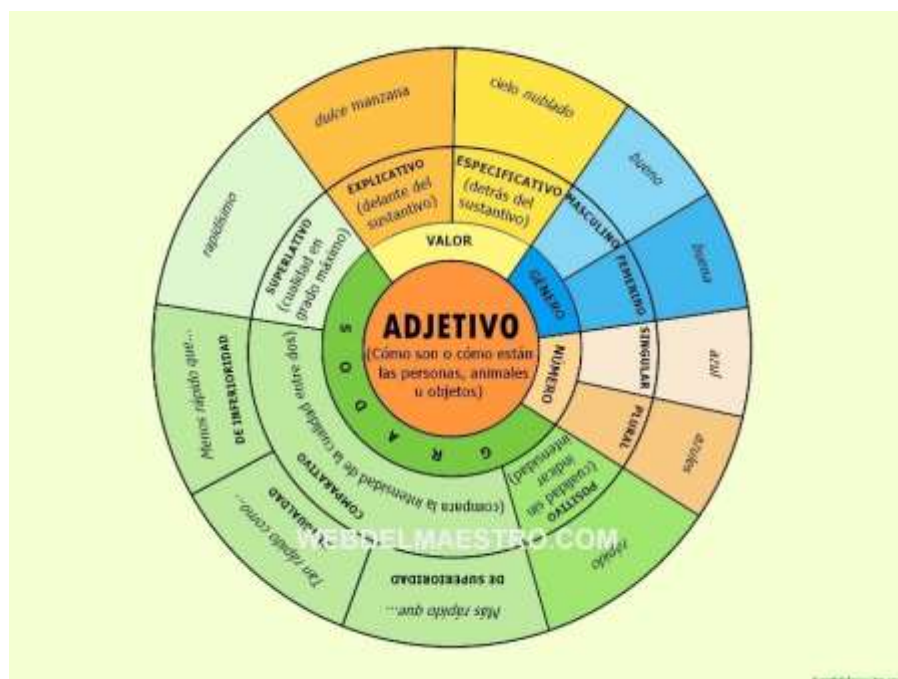 ADJETIVO
(Cómo son o cómo están
las personas, animales
u objetos)
VALOR
EXPLICATIVO
(delante del
sustantivo)
dulce manzana
ESPECIFICATIVO
(detrás del
sustantivo)
cielo nublado
GÉNERO
MASCULINO
bueno
FEMENINO
buena
NÚMERO
SINGULAR
azul
PLURAL
azules
GRADOS
POSITIVO
(cualidad sin
indicar
intensidad)
rápido
COMPARATIVO
(compara la intensidad de la cualidad entre dos)
DE SUPERIORIDAD
Más rápido que...
DE IGUALDAD
Tan rápido como...
DE INFERIORIDAD
Menos rápido que...
SUPERLATIVO
(cualidad en
grado máximo)
rapidísimo
WEBDELMAESTRO.COM